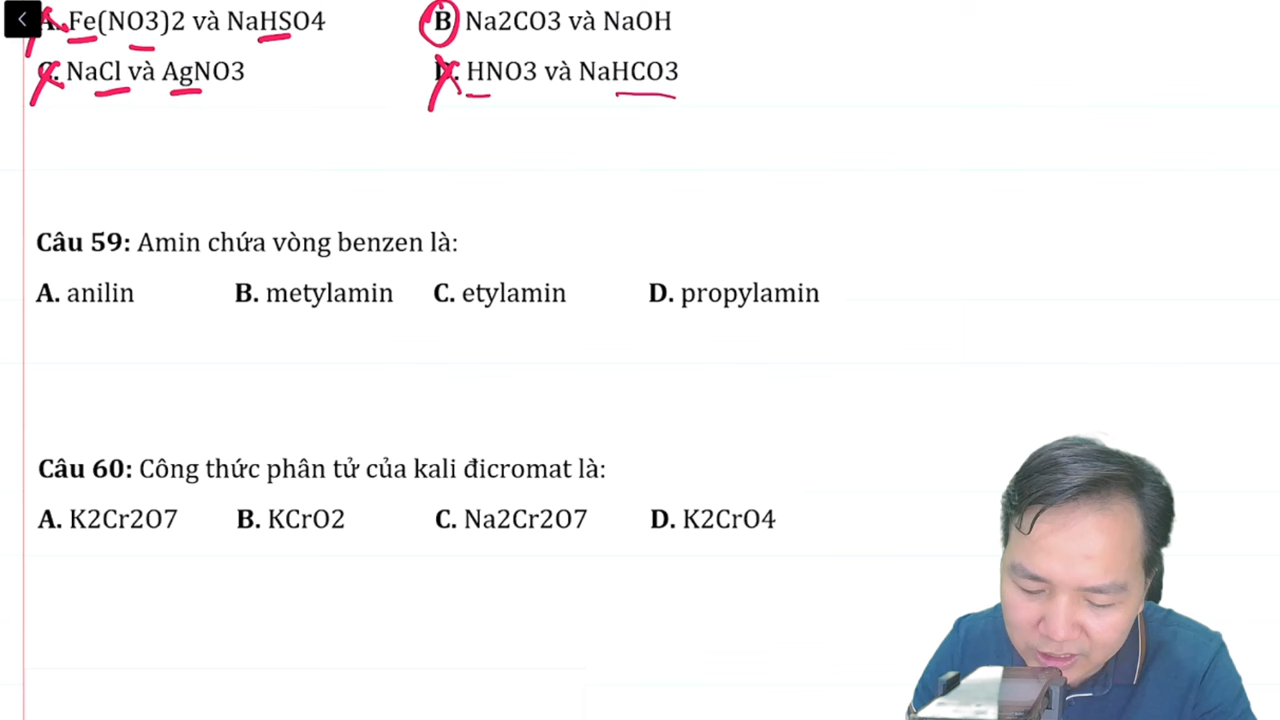 A. Fe(NO3)2 và NaHSO4 B. Na2CO3 và NaOH
C. NaCl và AgNO3 D. HNO3 và NaHCO3
Câu 59: Amin chứa vòng benzen là:
A. anilin B. metylamin C. etylamin D. propylamin
Câu 60: Công thức phân tử của kali đicromat là:
A. K2Cr2O7 B. KCrO2 C. Na2Cr2O7 D. K2CrO4